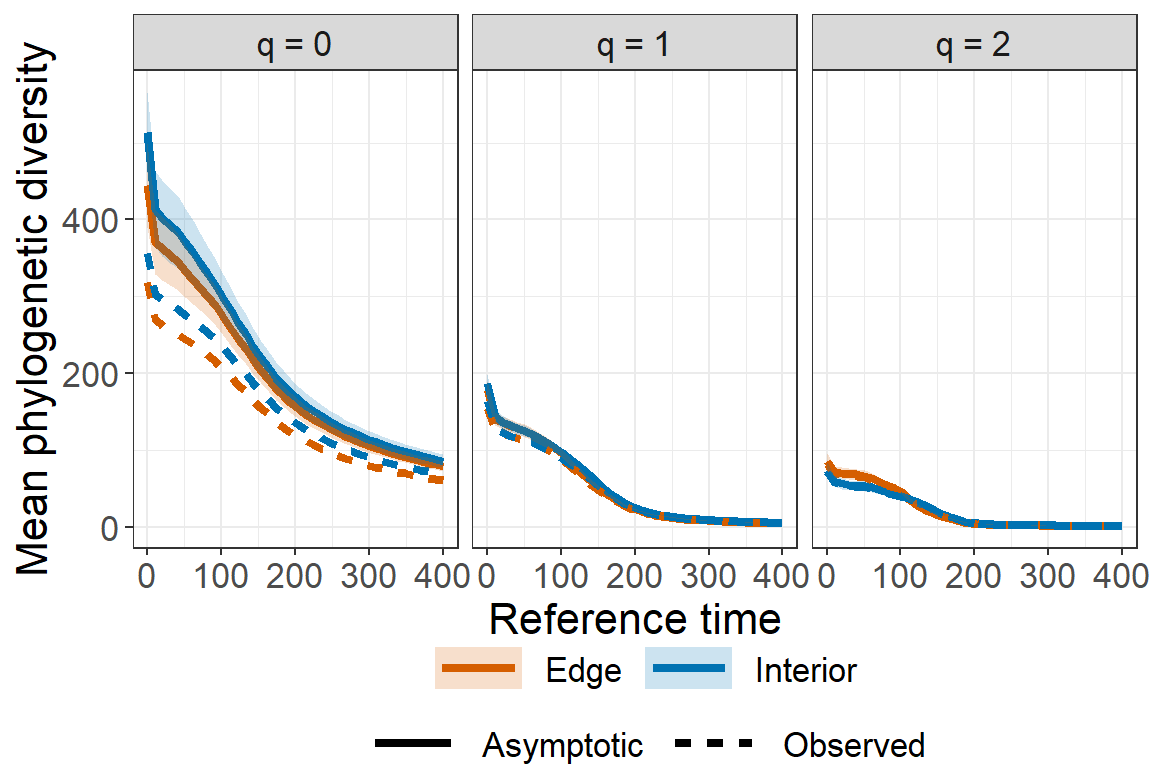 q = 0 q = 1 q = 2
Mean phylogenetic diversity
400
200
0
0 100 200 300 400 0 100 200 300 400 0 100 200 300 400
Reference time
Edge Interior
Asymptotic Observed